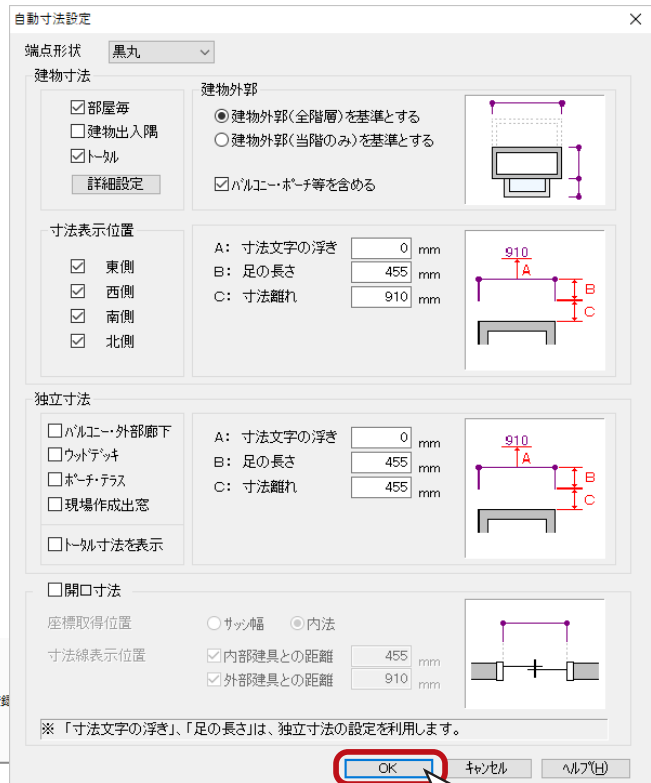 自動寸法設定
端点形状 黒丸
建物寸法
部屋毎
建物出入隅
トータル
詳細設定
建物外郭
建物外郭(全階層)を基準とする
建物外郭(当階のみ)を基準とする
バルコニー・ポーチ等を含める
寸法表示位置
東側
西側
南側
北側
A: 寸法文字の浮き 0 mm
B: 足の長さ 455 mm
C: 寸法離れ 910 mm
910
A
B
C
独立寸法
バルコニー・外部廊下
ウッドデッキ
ポーチ・テラス
現場作成出窓
トータル寸法を表示
A: 寸法文字の浮き 0 mm
B: 足の長さ 455 mm
C: 寸法離れ 455 mm
910
A
B
C
開口寸法
座標取得位置 サッシ幅 内法
寸法線表示位置 内部建具との距離 455 mm
外部建具との距離 910 mm
※ 「寸法文字の浮き」、「足の長さ」は、独立寸法の設定を利用します。
OK キャンセル ヘルプ(H)